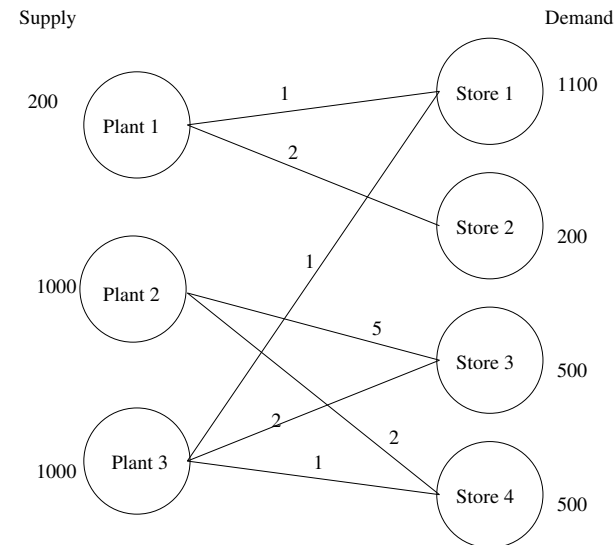 Supply
Demand
200
Plant 1
1
Store 1
1100
2
Store 2
200
1
1000
Plant 2
5
Store 3
500
2
2
1000
Plant 3
1
Store 4
500